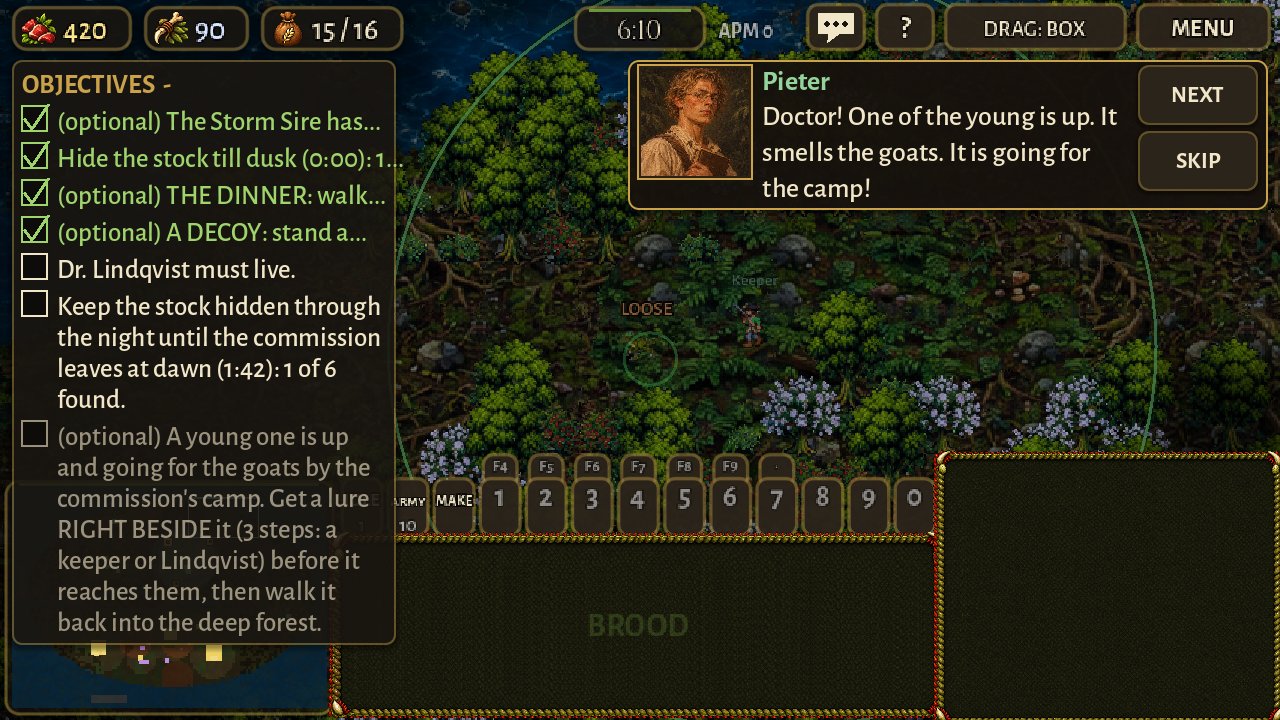 420
90
15/16
6:10
APM 0
?
DRAG: BOX
MENU
OBJECTIVES -
(optional) The Storm Sire has...
Hide the stock till dusk (0:00): 1...
(optional) THE DINNER: walk...
(optional) A DECOY: stand a...
Dr. Lindqvist must live.
Keep the stock hidden through
the night until the commission
leaves at dawn (1:42): 1 of 6
found.
(optional) A young one is up
and going for the goats by the
commission's camp. Get a lure
RIGHT BESIDE it (3 steps: a
keeper or Lindqvist) before it
reaches them, then walk it
back into the deep forest.
Pieter
Doctor! One of the young is up. It
smells the goats. It is going for
the camp!
NEXT
SKIP
Keeper
LOOSE
F4 F5 F6 F7 F8 F9
ARMY MAKE 1 2 3 4 5 6 7 8 9 0
10
BROOD